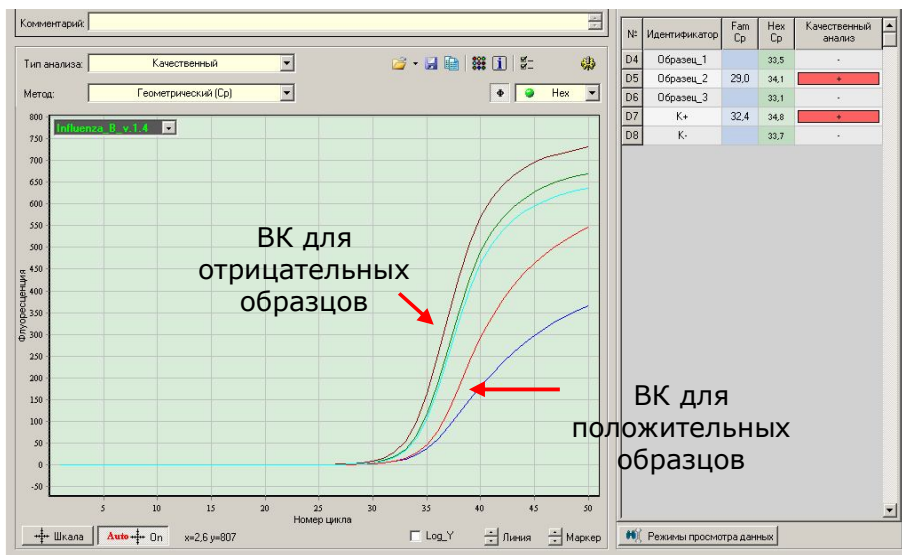 Комментарий:
Тип анализа: Качественный
Метод: Геометрический (Cp)
Hex
Influenza_B_v.1.4
Флуоресценция
800
750
700
650
600
550
500
450
400
350
300
250
200
150
100
50
0
-50
5 10 15 20 25 30 35 40 45 50
Номер цикла
ВК для
отрицательных
образцов
ВК для
положительных
образцов
Шкала Auto On x=2,6 y=807 Log_Y Линия Маркер
№ Идентификатор Fam Cp Hex Cp Качественный анализ
D4 Образец_1 33,5 -
D5 Образец_2 29,0 34,1 +
D6 Образец_3 33,1 -
D7 К+ 32,4 34,8 +
D8 К- 33,7 -
Режимы просмотра данных